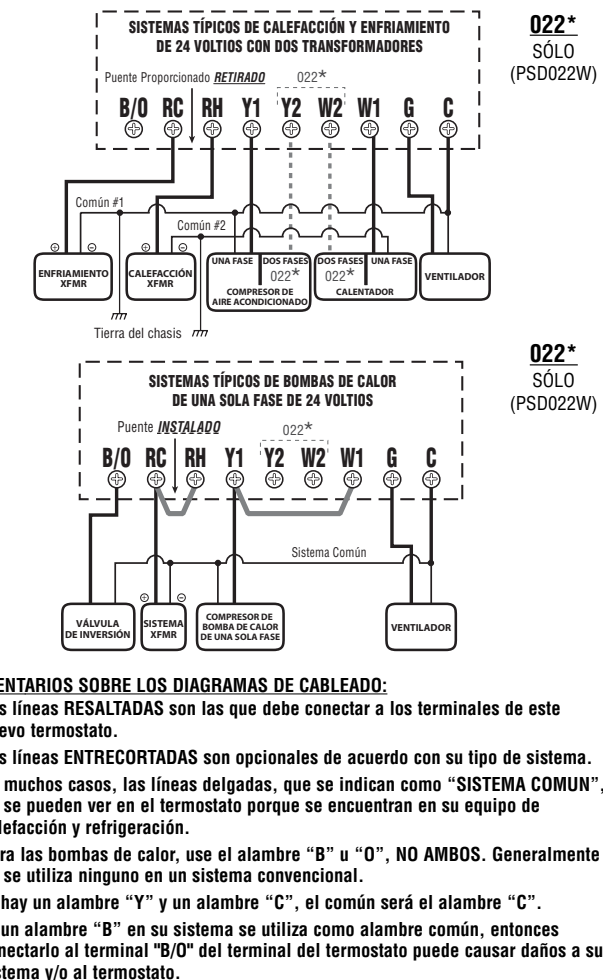 SISTEMAS TÍPICOS DE CALEFACCIÓN Y ENFRIAMIENTO
DE 24 VOLTIOS CON DOS TRANSFORMADORES
022*
SÓLO
(PSD022W)
Puente Proporcionado RETIRADO
022*
B/O RC RH Y1 Y2 W2 W1 G C
Común #1
Común #2
ENFRIAMIENTO
XFMR
CALEFACCIÓN
XFMR
UNA FASE
DOS FASES
022*
COMPRESOR DE
AIRE ACONDICIONADO
DOS FASES
022*
UNA FASE
CALENTADOR
VENTILADOR
Tierra del chasis
022*
SÓLO
(PSD022W)
SISTEMAS TÍPICOS DE BOMBAS DE CALOR
DE UNA SOLA FASE DE 24 VOLTIOS
Puente INSTALADO
022*
B/O RC RH Y1 Y2 W2 W1 G C
Sistema Común
VÁLVULA
DE INVERSIÓN
SISTEMA
XFMR
COMPRESOR DE
BOMBA DE CALOR
DE UNA SOLA FASE
VENTILADOR
ENTARIOS SOBRE LOS DIAGRAMAS DE CABLEADO:
s líneas RESALTADAS son las que debe conectar a los terminales de este
evo termostato.
s líneas ENTRECORTADAS son opcionales de acuerdo con su tipo de sistema.
muchos casos, las líneas delgadas, que se indican como “SISTEMA COMUN”,
se pueden ver en el termostato porque se encuentran en su equipo de
lefacción y refrigeración.
ra las bombas de calor, use el alambre “B” u “O”, NO AMBOS. Generalmente
se utiliza ninguno en un sistema convencional.
hay un alambre “Y” y un alambre “C”, el común será el alambre “C”.
un alambre “B” en su sistema se utiliza como alambre común, entonces
nectarlo al terminal "B/O" del terminal del termostato puede causar daños a su
stema y/o al termostato.